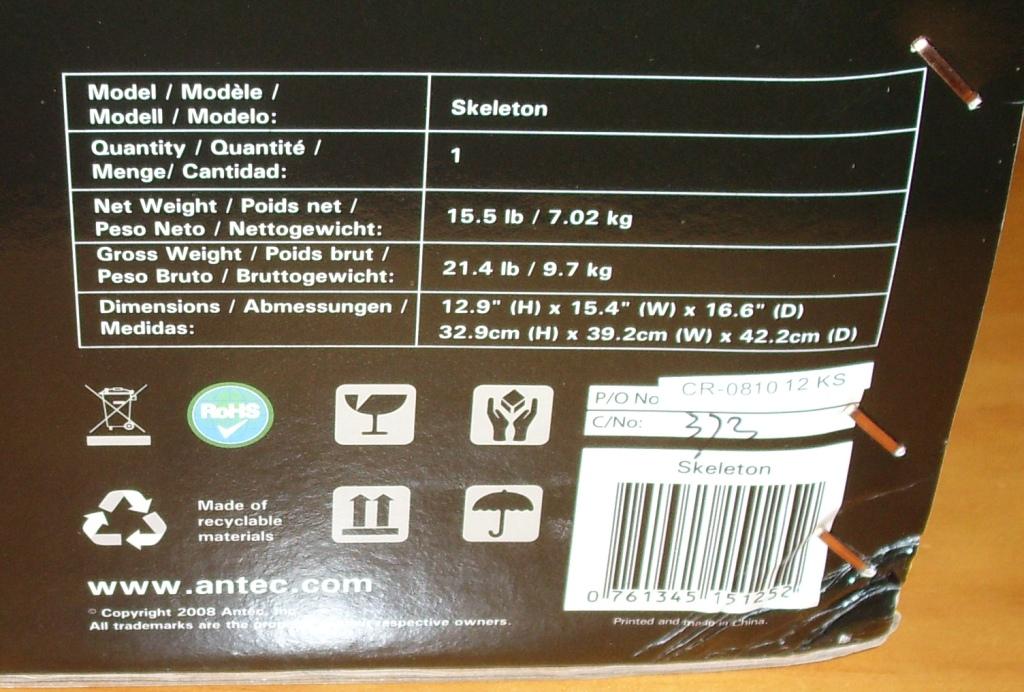 Model / Modèle /
Modell / Modelo:
Skeleton
Quantity / Quantité /
Menge/ Cantidad:
1
Net Weight / Poids net /
Peso Neto / Nettogewicht:
15.5 lb / 7.02 kg
Gross Weight / Poids brut /
Peso Bruto / Bruttogewicht:
21.4 lb / 9.7 kg
Dimensions / Abmessungen /
Medidas:
12.9" (H) x 15.4" (W) x 16.6" (D)
32.9cm (H) x 39.2cm (W) x 42.2cm (D)
RoHS
P/O No
CR-0810 12 KS
C/No:
Skeleton
0 761345 151252
Made of
recyclable
materials
www.antec.com
© Copyright 2008 Antec, Inc.
All trademarks are the respective owners.
Printed and made in China.